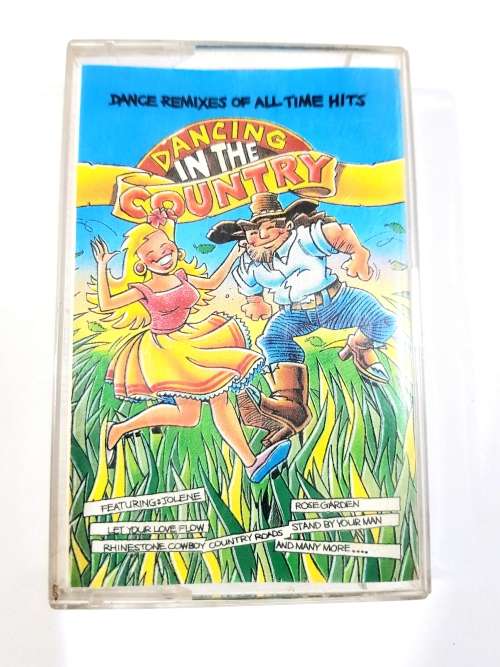 DANCE REMIXES OF ALL TIME HITS
DANCING
IN THE
COUNTRY
FEATURING: JOLENE
ROSE GARDEN
LET YOUR LOVE FLOW
STAND BY YOUR MAN
RHINESTONE COWBOY COUNTRY ROADS
AND MANY MORE....